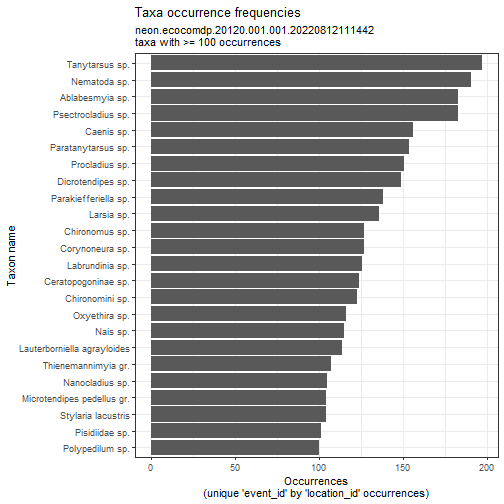 Taxa occurrence frequencies
neon.ecocomdp.20120.001.001.20220812111442
taxa with >= 100 occurrences
Taxon name
Tanytarsus sp.
Nematoda sp.
Ablabesmyia sp.
Psectrocladius sp.
Caenis sp.
Paratanytarsus sp.
Procladius sp.
Dicrotendipes sp.
Parakiefferiella sp.
Larsia sp.
Chironomus sp.
Corynoneura sp.
Labrundinia sp.
Ceratopogoninae sp.
Chironomini sp.
Oxyethira sp.
Nais sp.
Lauterborniella agrayloides
Thienemannimyia gr.
Nanocladius sp.
Microtendipes pedellus gr.
Stylaria lacustris
Pisidiidae sp.
Polypedilum sp.
0 50 100 150 200
Occurrences
(unique 'event_id' by 'location_id' occurrences)